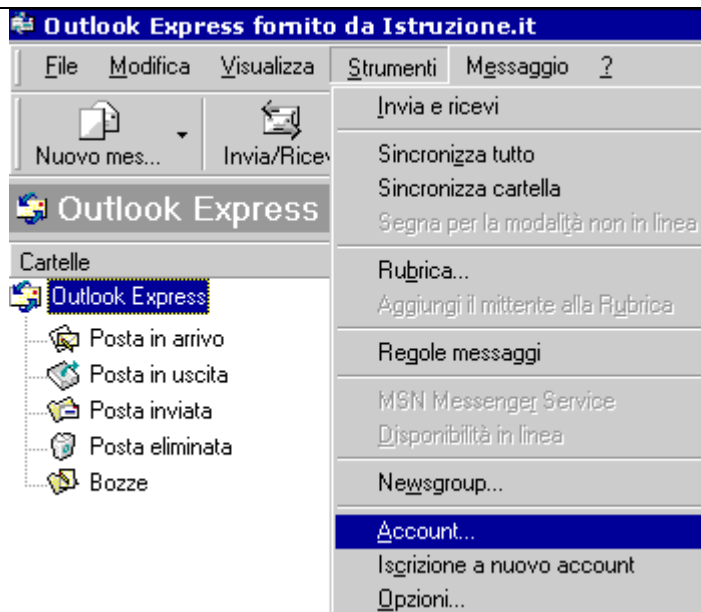 Outlook Express fornito da Istruzione.it
File Modifica Visualizza Strumenti Messaggio ?
Nuovo mes... Invia/Ricev
Outlook Express
Cartelle
Outlook Express
Posta in arrivo
Posta in uscita
Posta inviata
Posta eliminata
Bozze
Invia e ricevi
Sincronizza tutto
Sincronizza cartella
Segna per la modalità non in linea
Rubrica...
Aggiungi il mittente alla Rubrica
Regole messaggi
MSN Messenger Service
Disponibilità in linea
Newsgroup...
Account...
Iscrizione a nuovo account
Opzioni...